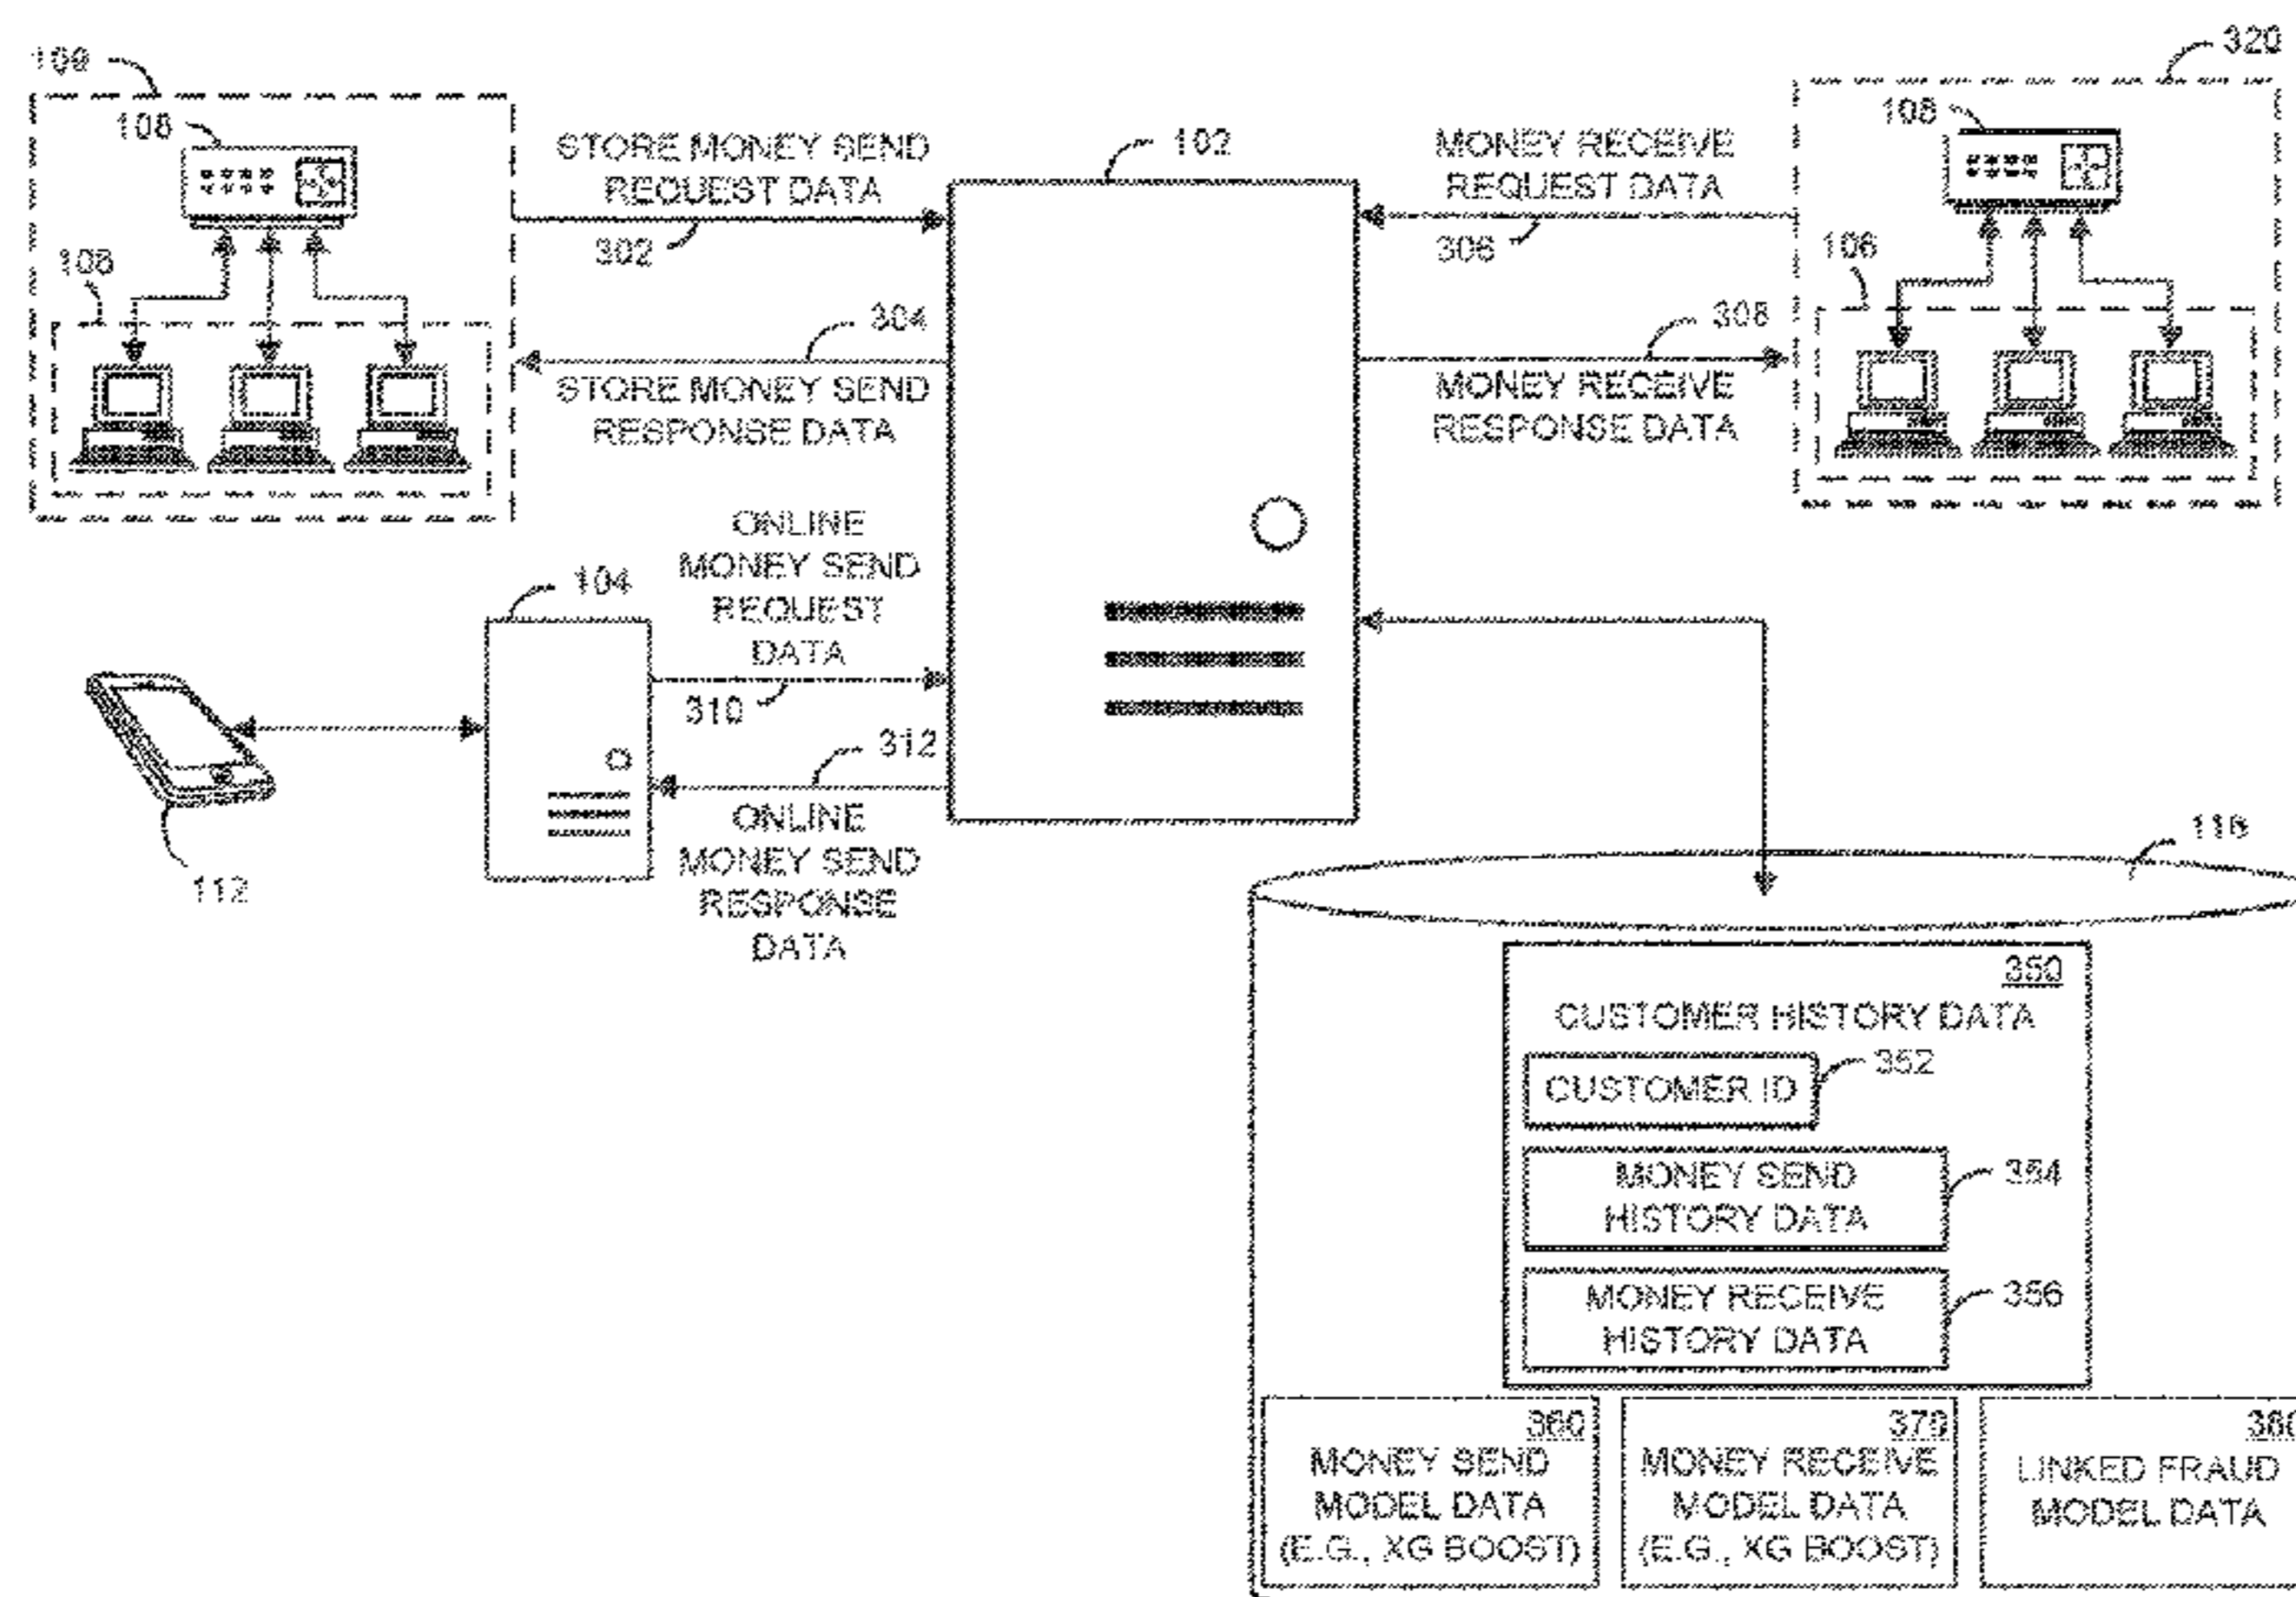 109
108
STORE MONEY SEND
REQUEST DATA
302
106
304
STORE MONEY SEND
RESPONSE DATA
102
MONEY RECEIVE
REQUEST DATA
306
308
MONEY RECEIVE
RESPONSE DATA
320
108
106
ONLINE
MONEY SEND
REQUEST
DATA
310
104
312
ONLINE
MONEY SEND
RESPONSE
DATA
112
116
350
CUSTOMER HISTORY DATA
CUSTOMER ID
352
MONEY SEND
HISTORY DATA
354
MONEY RECEIVE
HISTORY DATA
356
360
MONEY SEND
MODEL DATA
(E.G., XG BOOST)
370
MONEY RECEIVE
MODEL DATA
(E.G., XG BOOST)
LINKED FRAUD
MODEL DATA